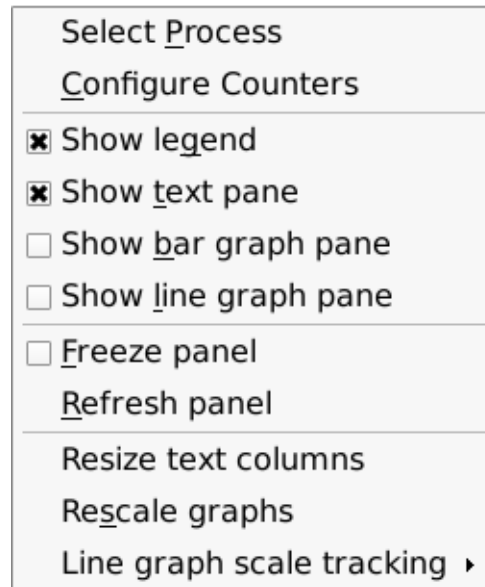 Select Process
Configure Counters
Show legend
Show text pane
Show bar graph pane
Show line graph pane
Freeze panel
Refresh panel
Resize text columns
Rescale graphs
Line graph scale tracking